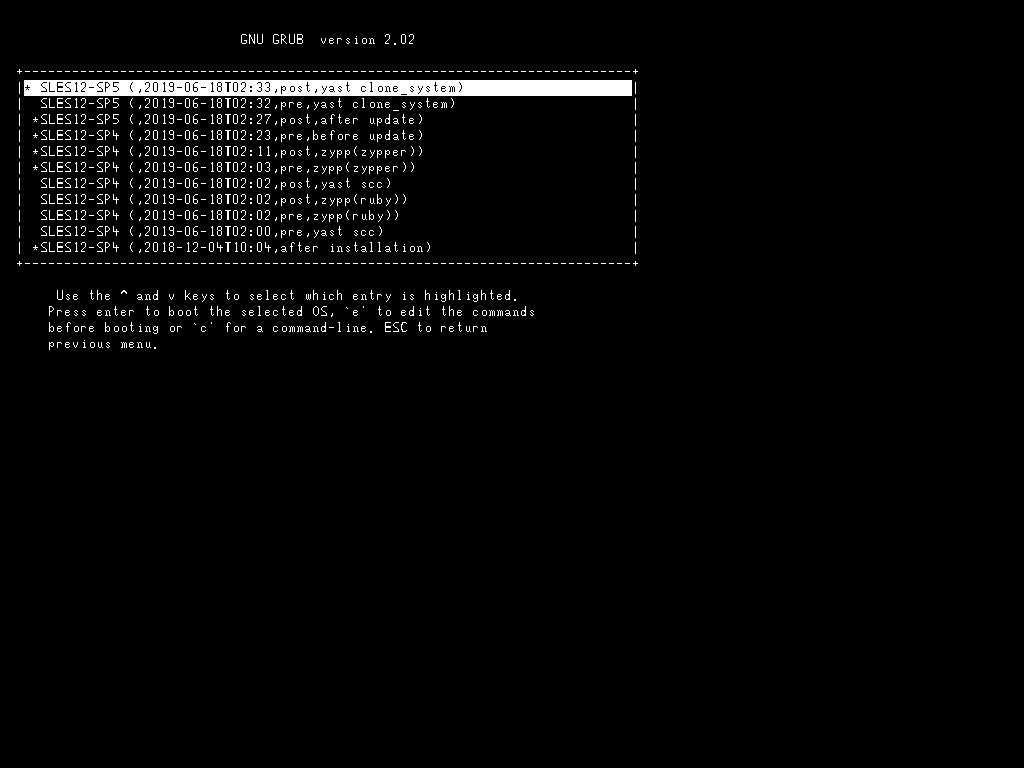 GNU GRUB  version 2.02
+----------------------------------------------------------------------------+
|* SLES12-SP5 (,2019-06-18T02:33,post,yast clone_system) |
|  SLES12-SP5 (,2019-06-18T02:32,pre,yast clone_system) |
| *SLES12-SP5 (,2019-06-18T02:27,post,after update) |
| *SLES12-SP4 (,2019-06-18T02:23,pre,before update) |
| *SLES12-SP4 (,2019-06-18T02:11,post,zypp(zypper)) |
| *SLES12-SP4 (,2019-06-18T02:03,pre,zypp(zypper)) |
|  SLES12-SP4 (,2019-06-18T02:02,post,yast scc) |
|  SLES12-SP4 (,2019-06-18T02:02,post,zypp(ruby)) |
|  SLES12-SP4 (,2019-06-18T02:02,pre,zypp(ruby)) |
|  SLES12-SP4 (,2019-06-18T02:00,pre,yast scc) |
| *SLES12-SP4 (,2018-12-04T10:04,after installation) |
+----------------------------------------------------------------------------+
Use the ^ and v keys to select which entry is highlighted.
Press enter to boot the selected OS, `e' to edit the commands
before booting or `c' for a command-line. ESC to return
previous menu.